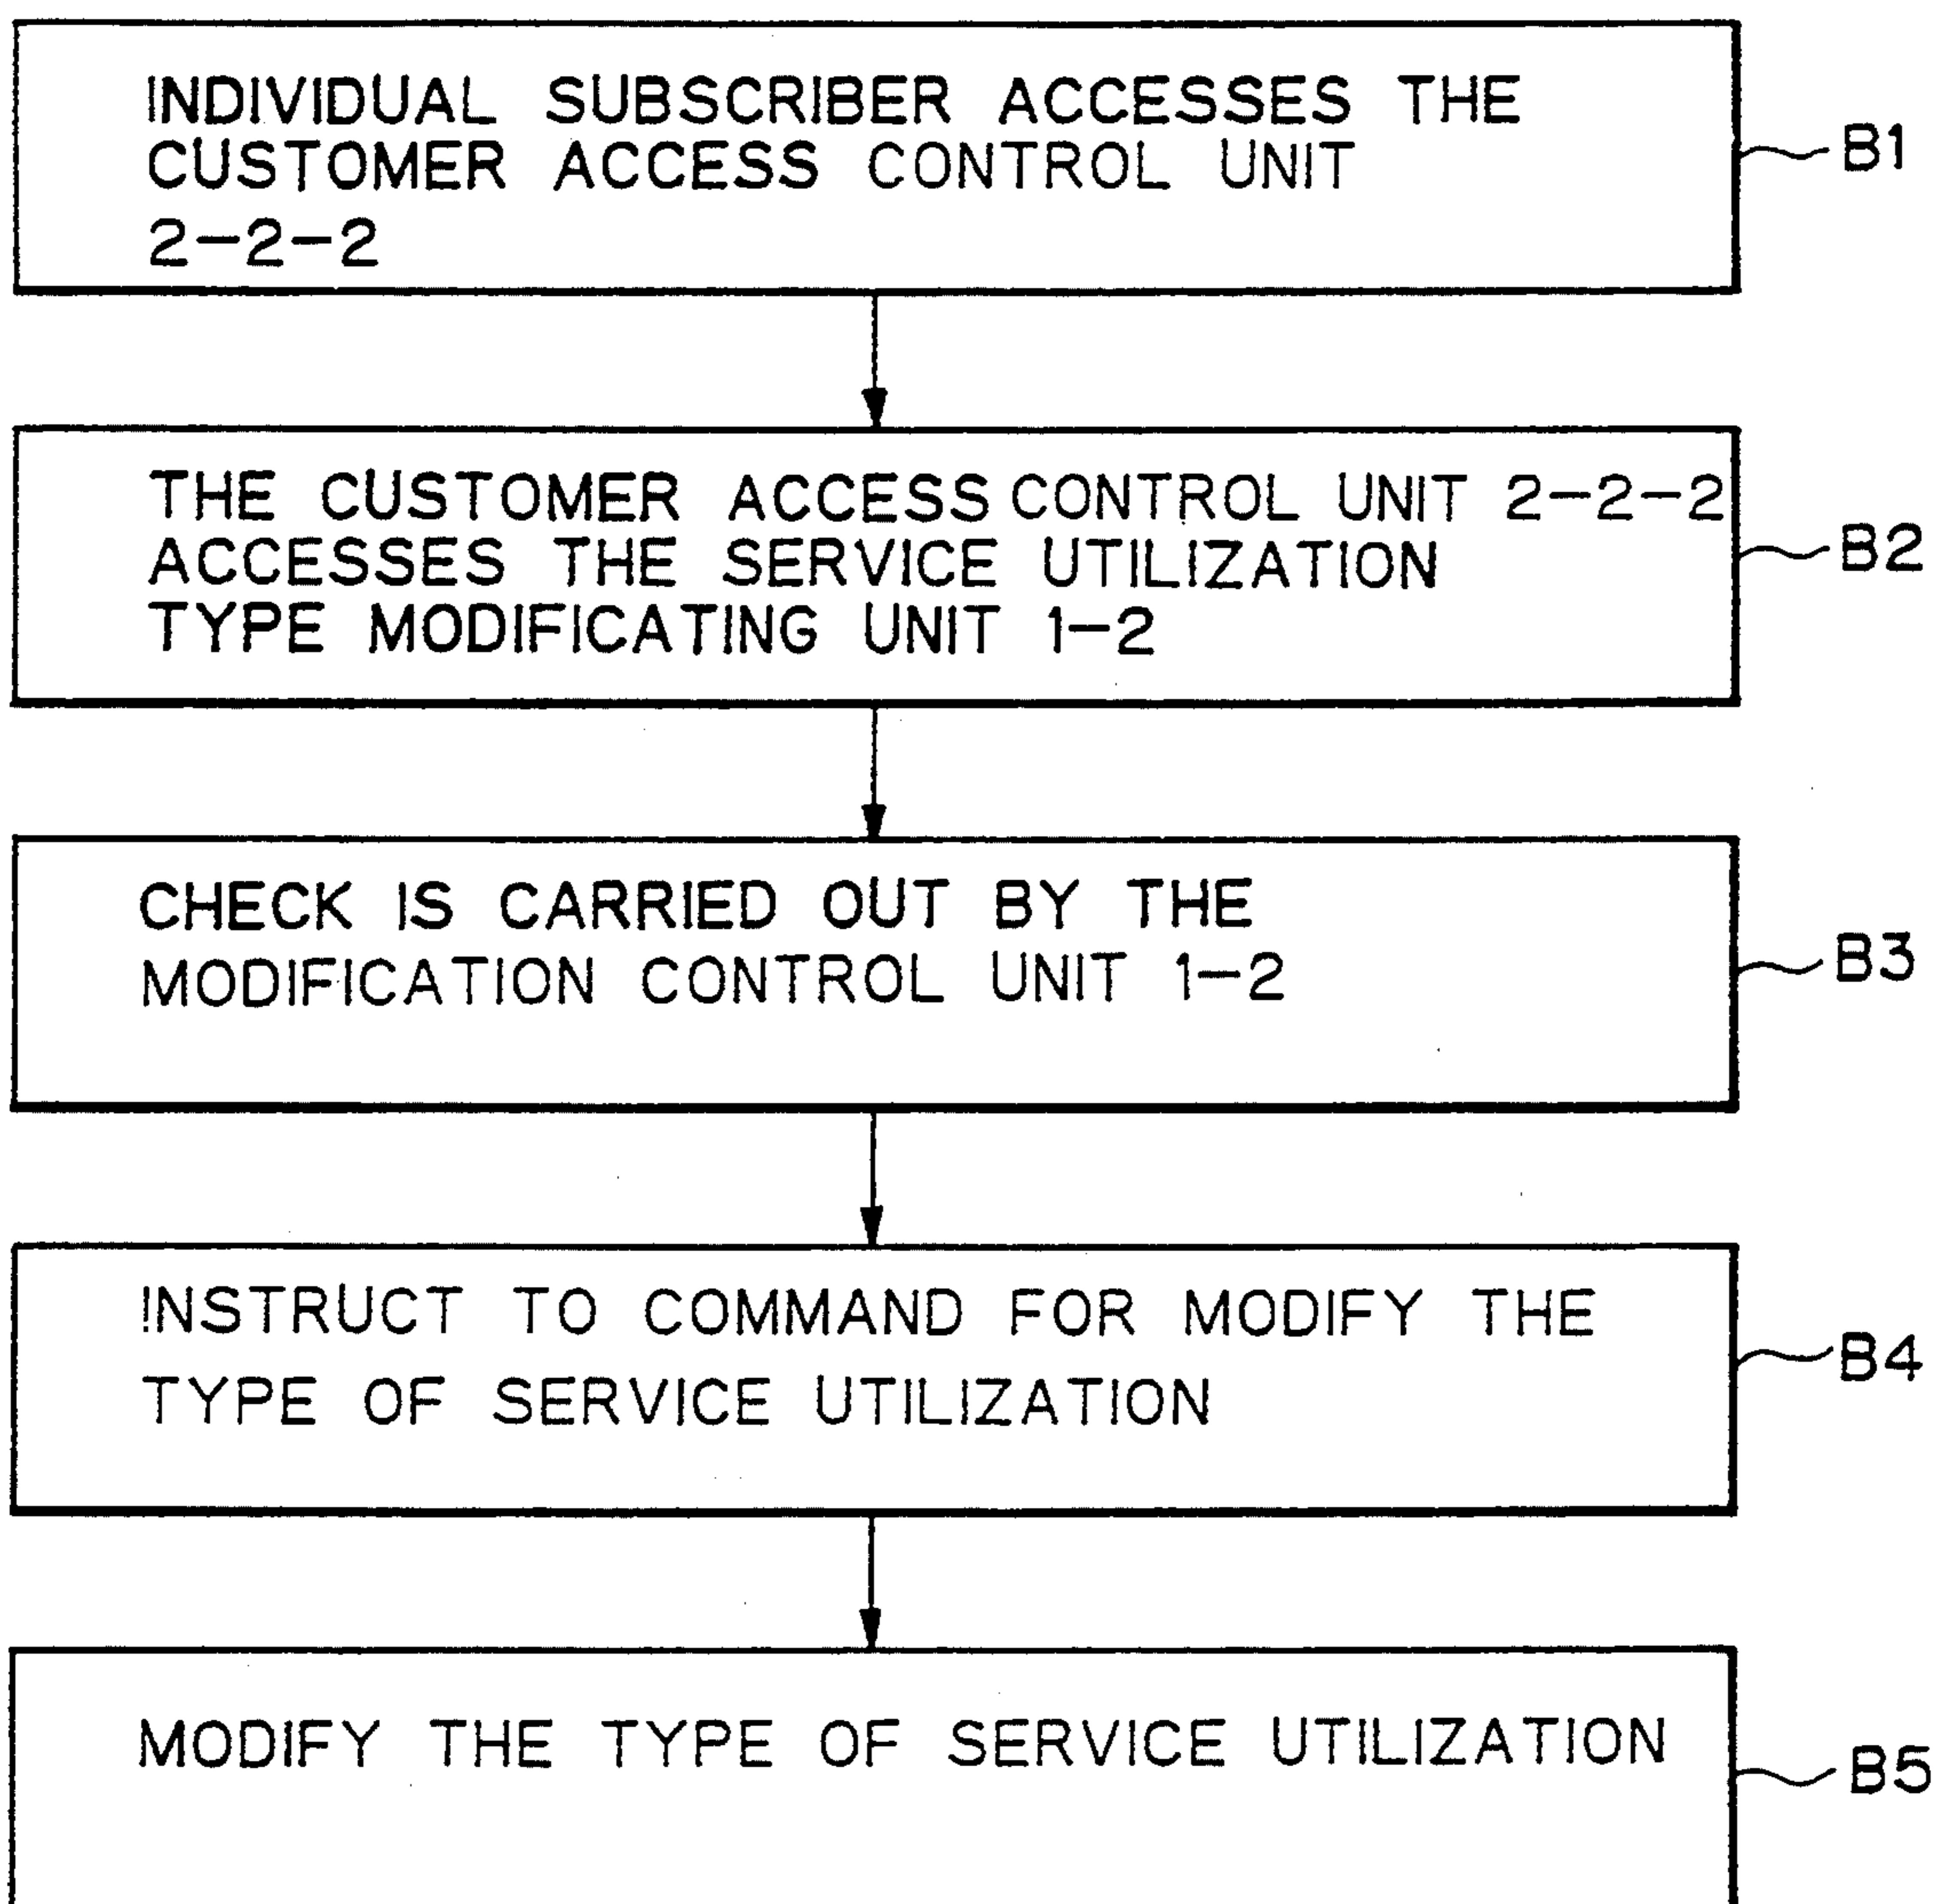 INDIVIDUAL SUBSCRIBER ACCESSES THE
CUSTOMER ACCESS CONTROL UNIT
2-2-2
B1
THE CUSTOMER ACCESS CONTROL UNIT 2-2-2
ACCESSES THE SERVICE UTILIZATION
TYPE MODIFICATING UNIT 1-2
B2
CHECK IS CARRIED OUT BY THE
MODIFICATION CONTROL UNIT 1-2
B3
INSTRUCT TO COMMAND FOR MODIFY THE
TYPE OF SERVICE UTILIZATION
B4
MODIFY THE TYPE OF SERVICE UTILIZATION
B5